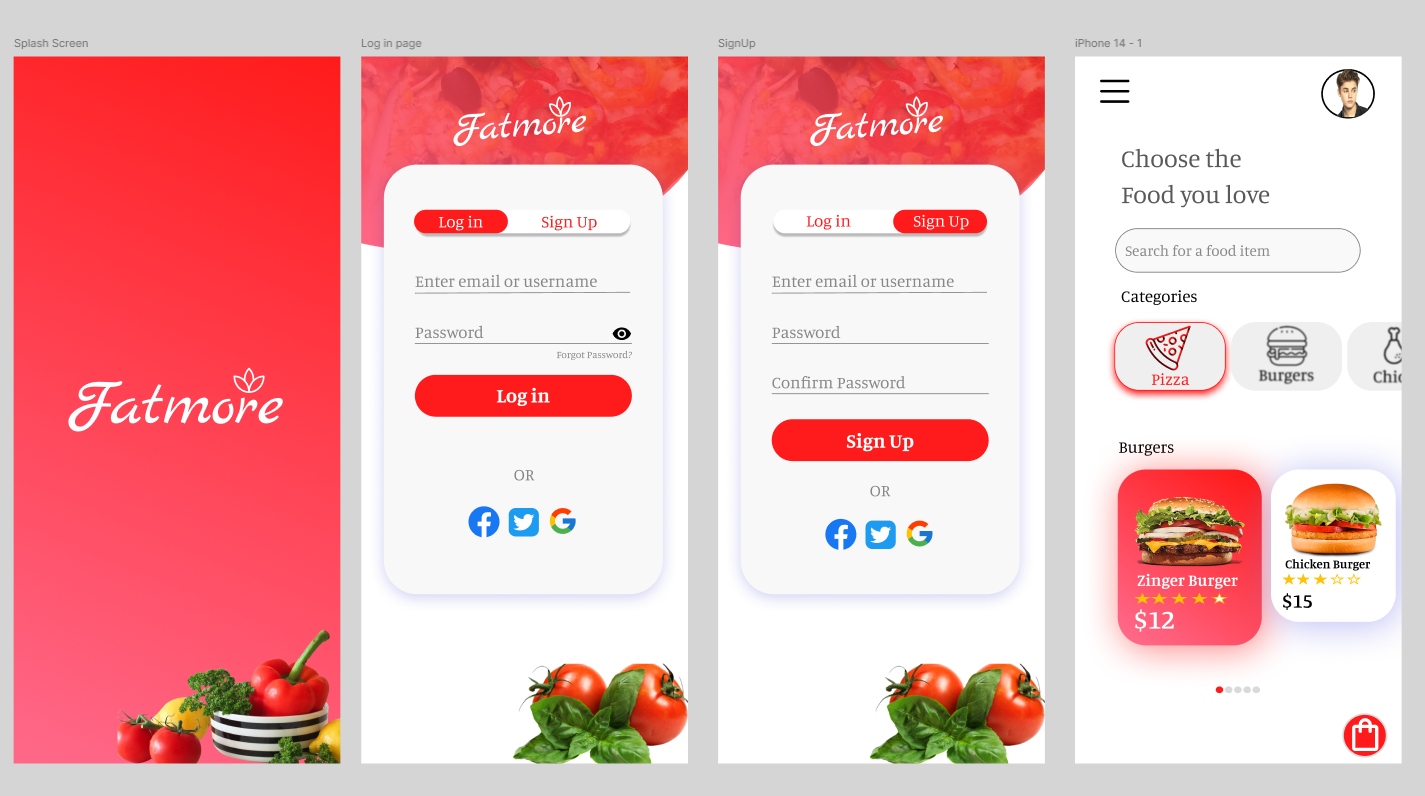 Splash Screen
Fatmore
Log in page
Fatmore
Log in Sign Up
Enter email or username
Password
Forgot Password?
Log in
OR
SignUp
Fatmore
Log in Sign Up
Enter email or username
Password
Confirm Password
Sign Up
OR
iPhone 14 - 1
Choose the
Food you love
Search for a food item
Categories
Pizza Burgers Chic
Burgers
Zinger Burger
$12
Chicken Burger
$15